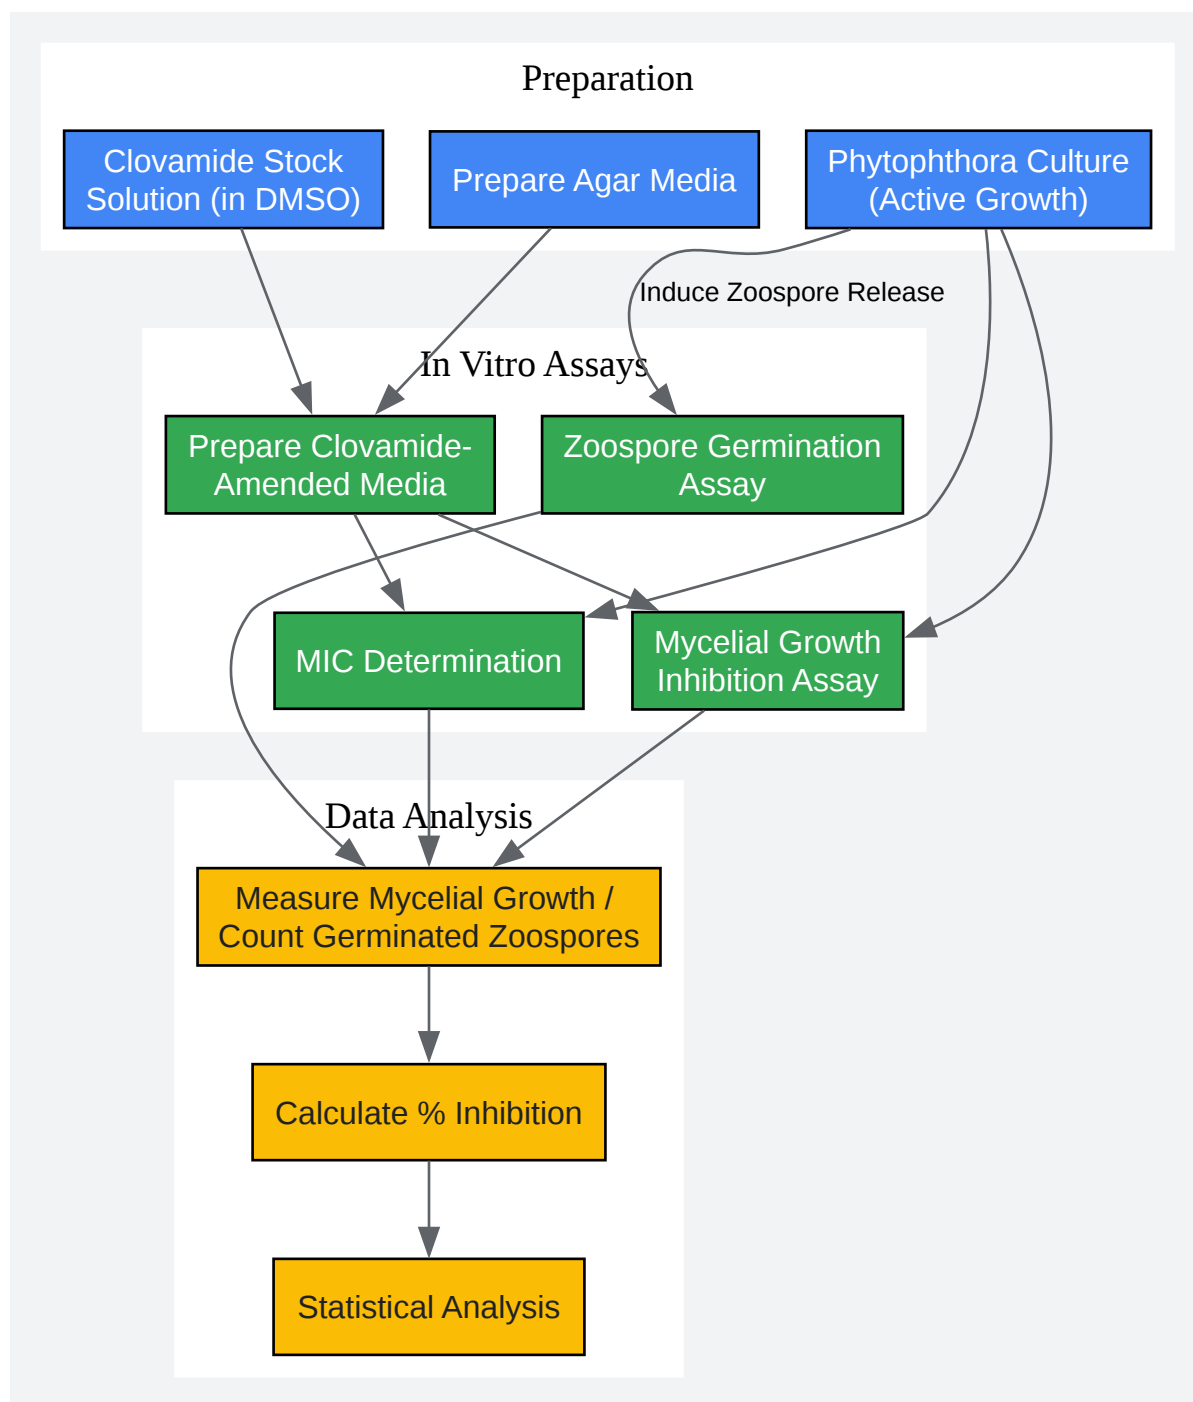 Preparation
Clovamide Stock
Solution (in DMSO)
Prepare Agar Media
Phytophthora Culture
(Active Growth)
Induce Zoospore Release
In Vitro Assays
Prepare Clovamide-
Amended Media
Zoospore Germination
Assay
MIC Determination
Mycelial Growth
Inhibition Assay
Data Analysis
Measure Mycelial Growth /
Count Germinated Zoospores
Calculate % Inhibition
Statistical Analysis